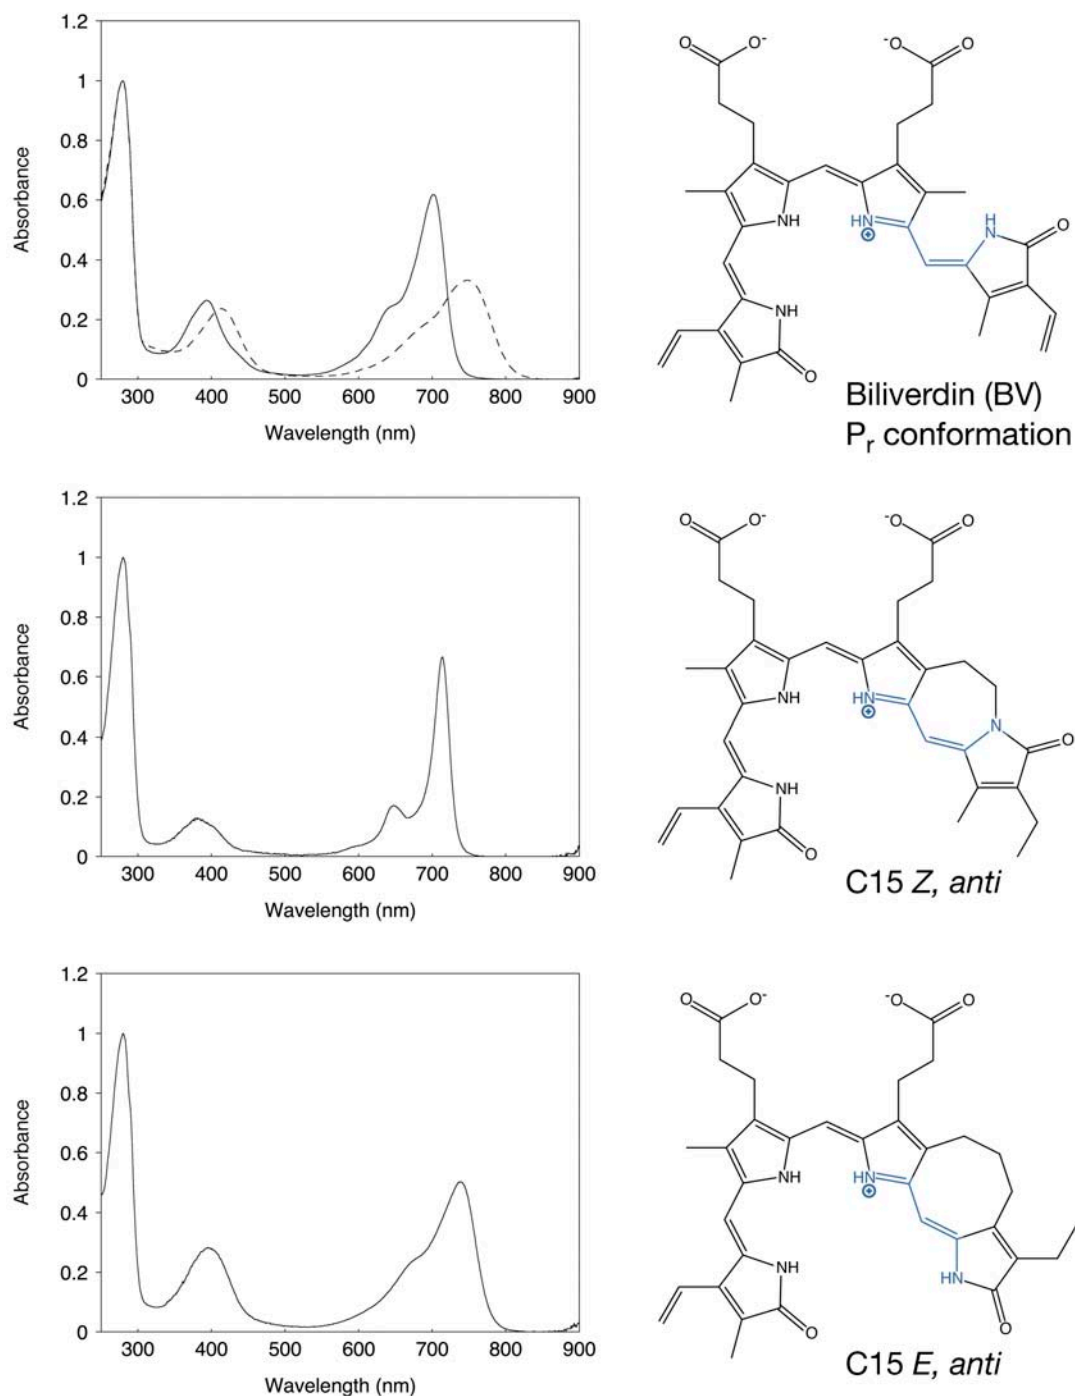 1.2
1
0.8
0.6
0.4
0.2
0
Absorbance
300 400 500 600 700 800 900
Wavelength (nm)
O O- -O O
NH HN ⊕ H N O
NH
O
Biliverdin (BV)
Pr conformation
1.2
1
0.8
0.6
0.4
0.2
0
Absorbance
300 400 500 600 700 800 900
Wavelength (nm)
O O- -O O
NH HN ⊕ N O
NH
O
C15 Z, anti
1.2
1
0.8
0.6
0.4
0.2
0
Absorbance
300 400 500 600 700 800 900
Wavelength (nm)
O O- -O O
NH HN ⊕
NH HN
O O
C15 E, anti